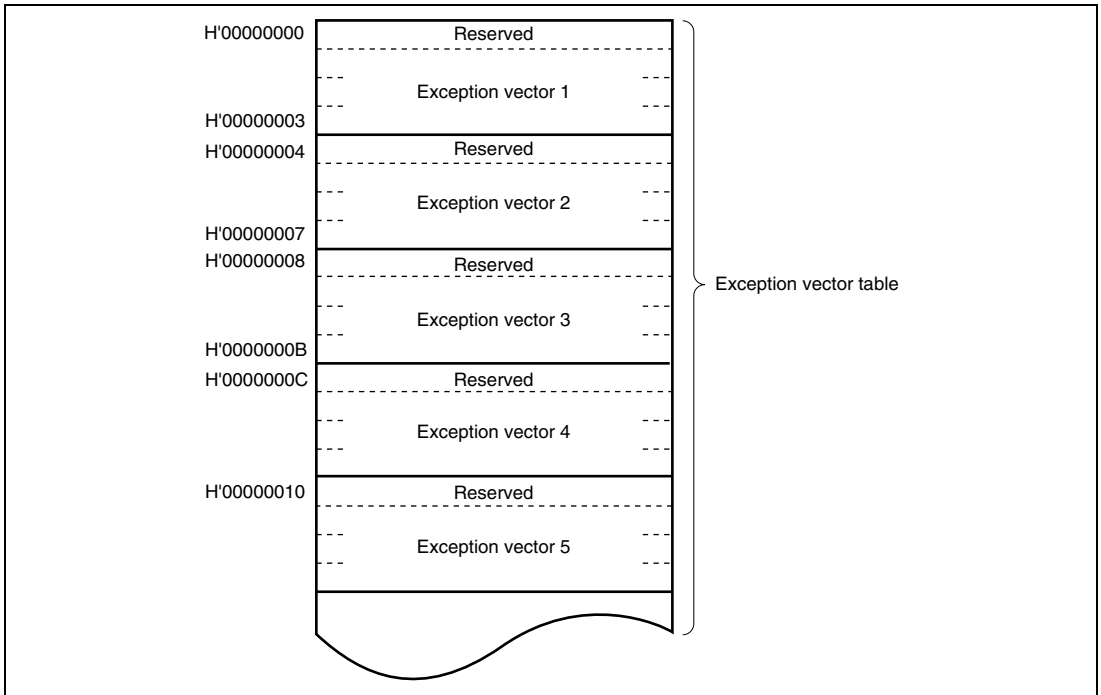 H'00000000
Reserved
Exception vector 1
H'00000003
H'00000004
Reserved
Exception vector 2
H'00000007
H'00000008
Reserved
Exception vector table
Exception vector 3
H'0000000B
H'0000000C
Reserved
Exception vector 4
H'00000010
Reserved
Exception vector 5